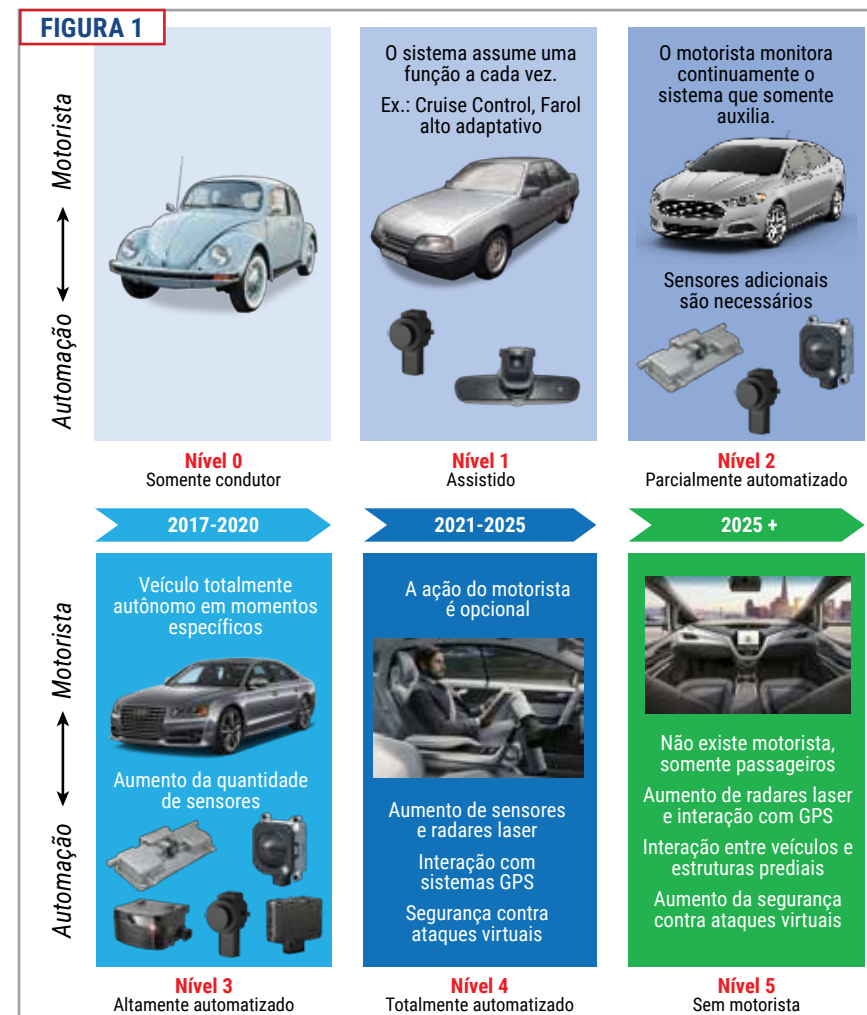 FIGURA 1
Motorista
Automação
O sistema assume uma
função a cada vez.
Ex.: Cruise Control, Farol
alto adaptativo
O motorista monitora
continuamente o
sistema que somente
auxilia.
Sensores adicionais
são necessários
Nível 0
Somente condutor
Nível 1
Assistido
Nível 2
Parcialmente automatizado
2017-2020
2021-2025
2025 +
Motorista
Automação
Veículo totalmente
autônomo em momentos
específicos
Aumento da quantidade
de sensores
A ação do motorista
é opcional
Aumento de sensores
e radares laser
Interação com
sistemas GPS
Segurança contra
ataques virtuais
Não existe motorista,
somente passageiros
Aumento de radares laser
e interação com GPS
Interação entre veículos e
estruturas prediais
Aumento da segurança
contra ataques virtuais
Nível 3
Altamente automatizado
Nível 4
Totalmente automatizado
Nível 5
Sem motorista